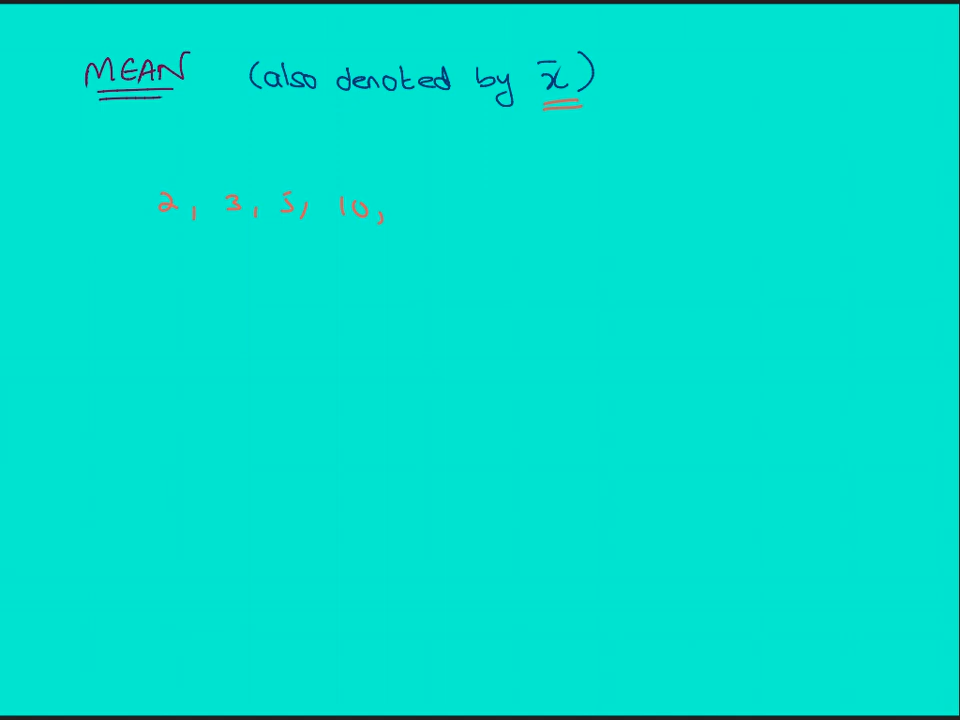 MEAN (also denoted by x̄)
2, 3, 5, 10,